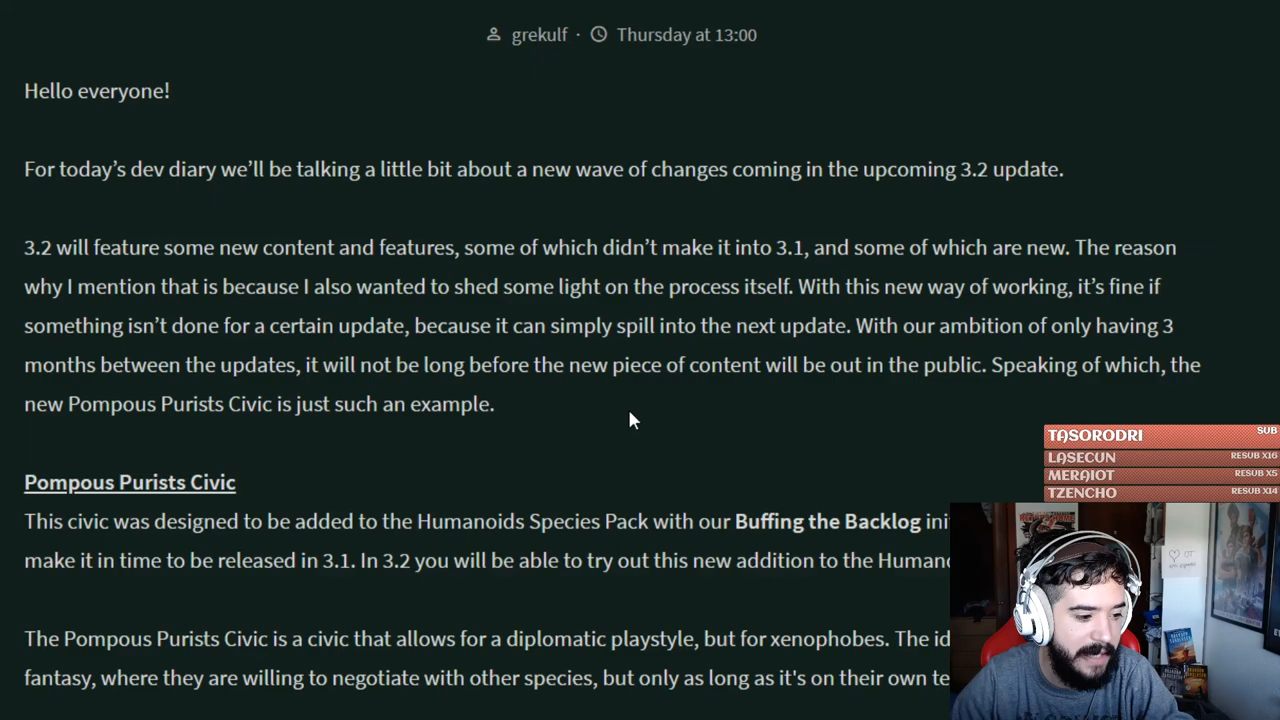 grekulf · Thursday at 13:00
Hello everyone!
For today's dev diary we'll be talking a little bit about a new wave of changes coming in the upcoming 3.2 update.
3.2 will feature some new content and features, some of which didn't make it into 3.1, and some of which are new. The reason
why I mention that is because I also wanted to shed some light on the process itself. With this new way of working, it's fine if
something isn't done for a certain update, because it can simply spill into the next update. With our ambition of only having 3
months between the updates, it will not be long before the new piece of content will be out in the public. Speaking of which, the
new Pompous Purists Civic is just such an example.
TASORODRI SUB
LASECUN RESUB X16
MERAIOT RESUB X5
TZENCHO RESUB X14
Pompous Purists Civic
This civic was designed to be added to the Humanoids Species Pack with our Buffing the Backlog
make it in time to be released in 3.1. In 3.2 you will be able to try out this new addition to the
The Pompous Purists Civic is a civic that allows for a diplomatic playstyle, but for xenophobes. The
fantasy, where they are willing to negotiate with other species, but only as long as it's on their own